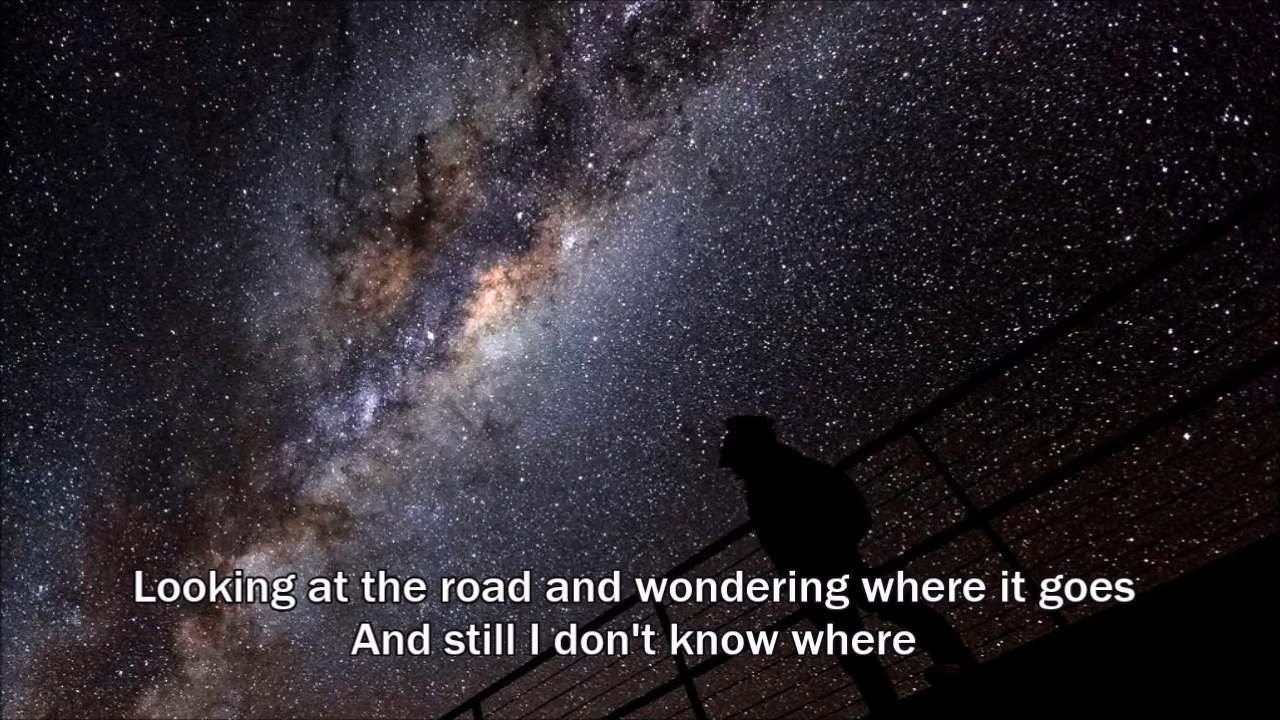 Looking at the road and wondering where it goes
And still I don't know where